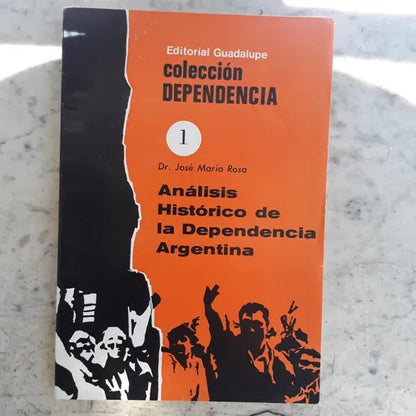 Editorial Guadalupe
colección
DEPENDENCIA
1
Dr. José María Rosa
Análisis
Histórico de
la Dependencia
Argentina